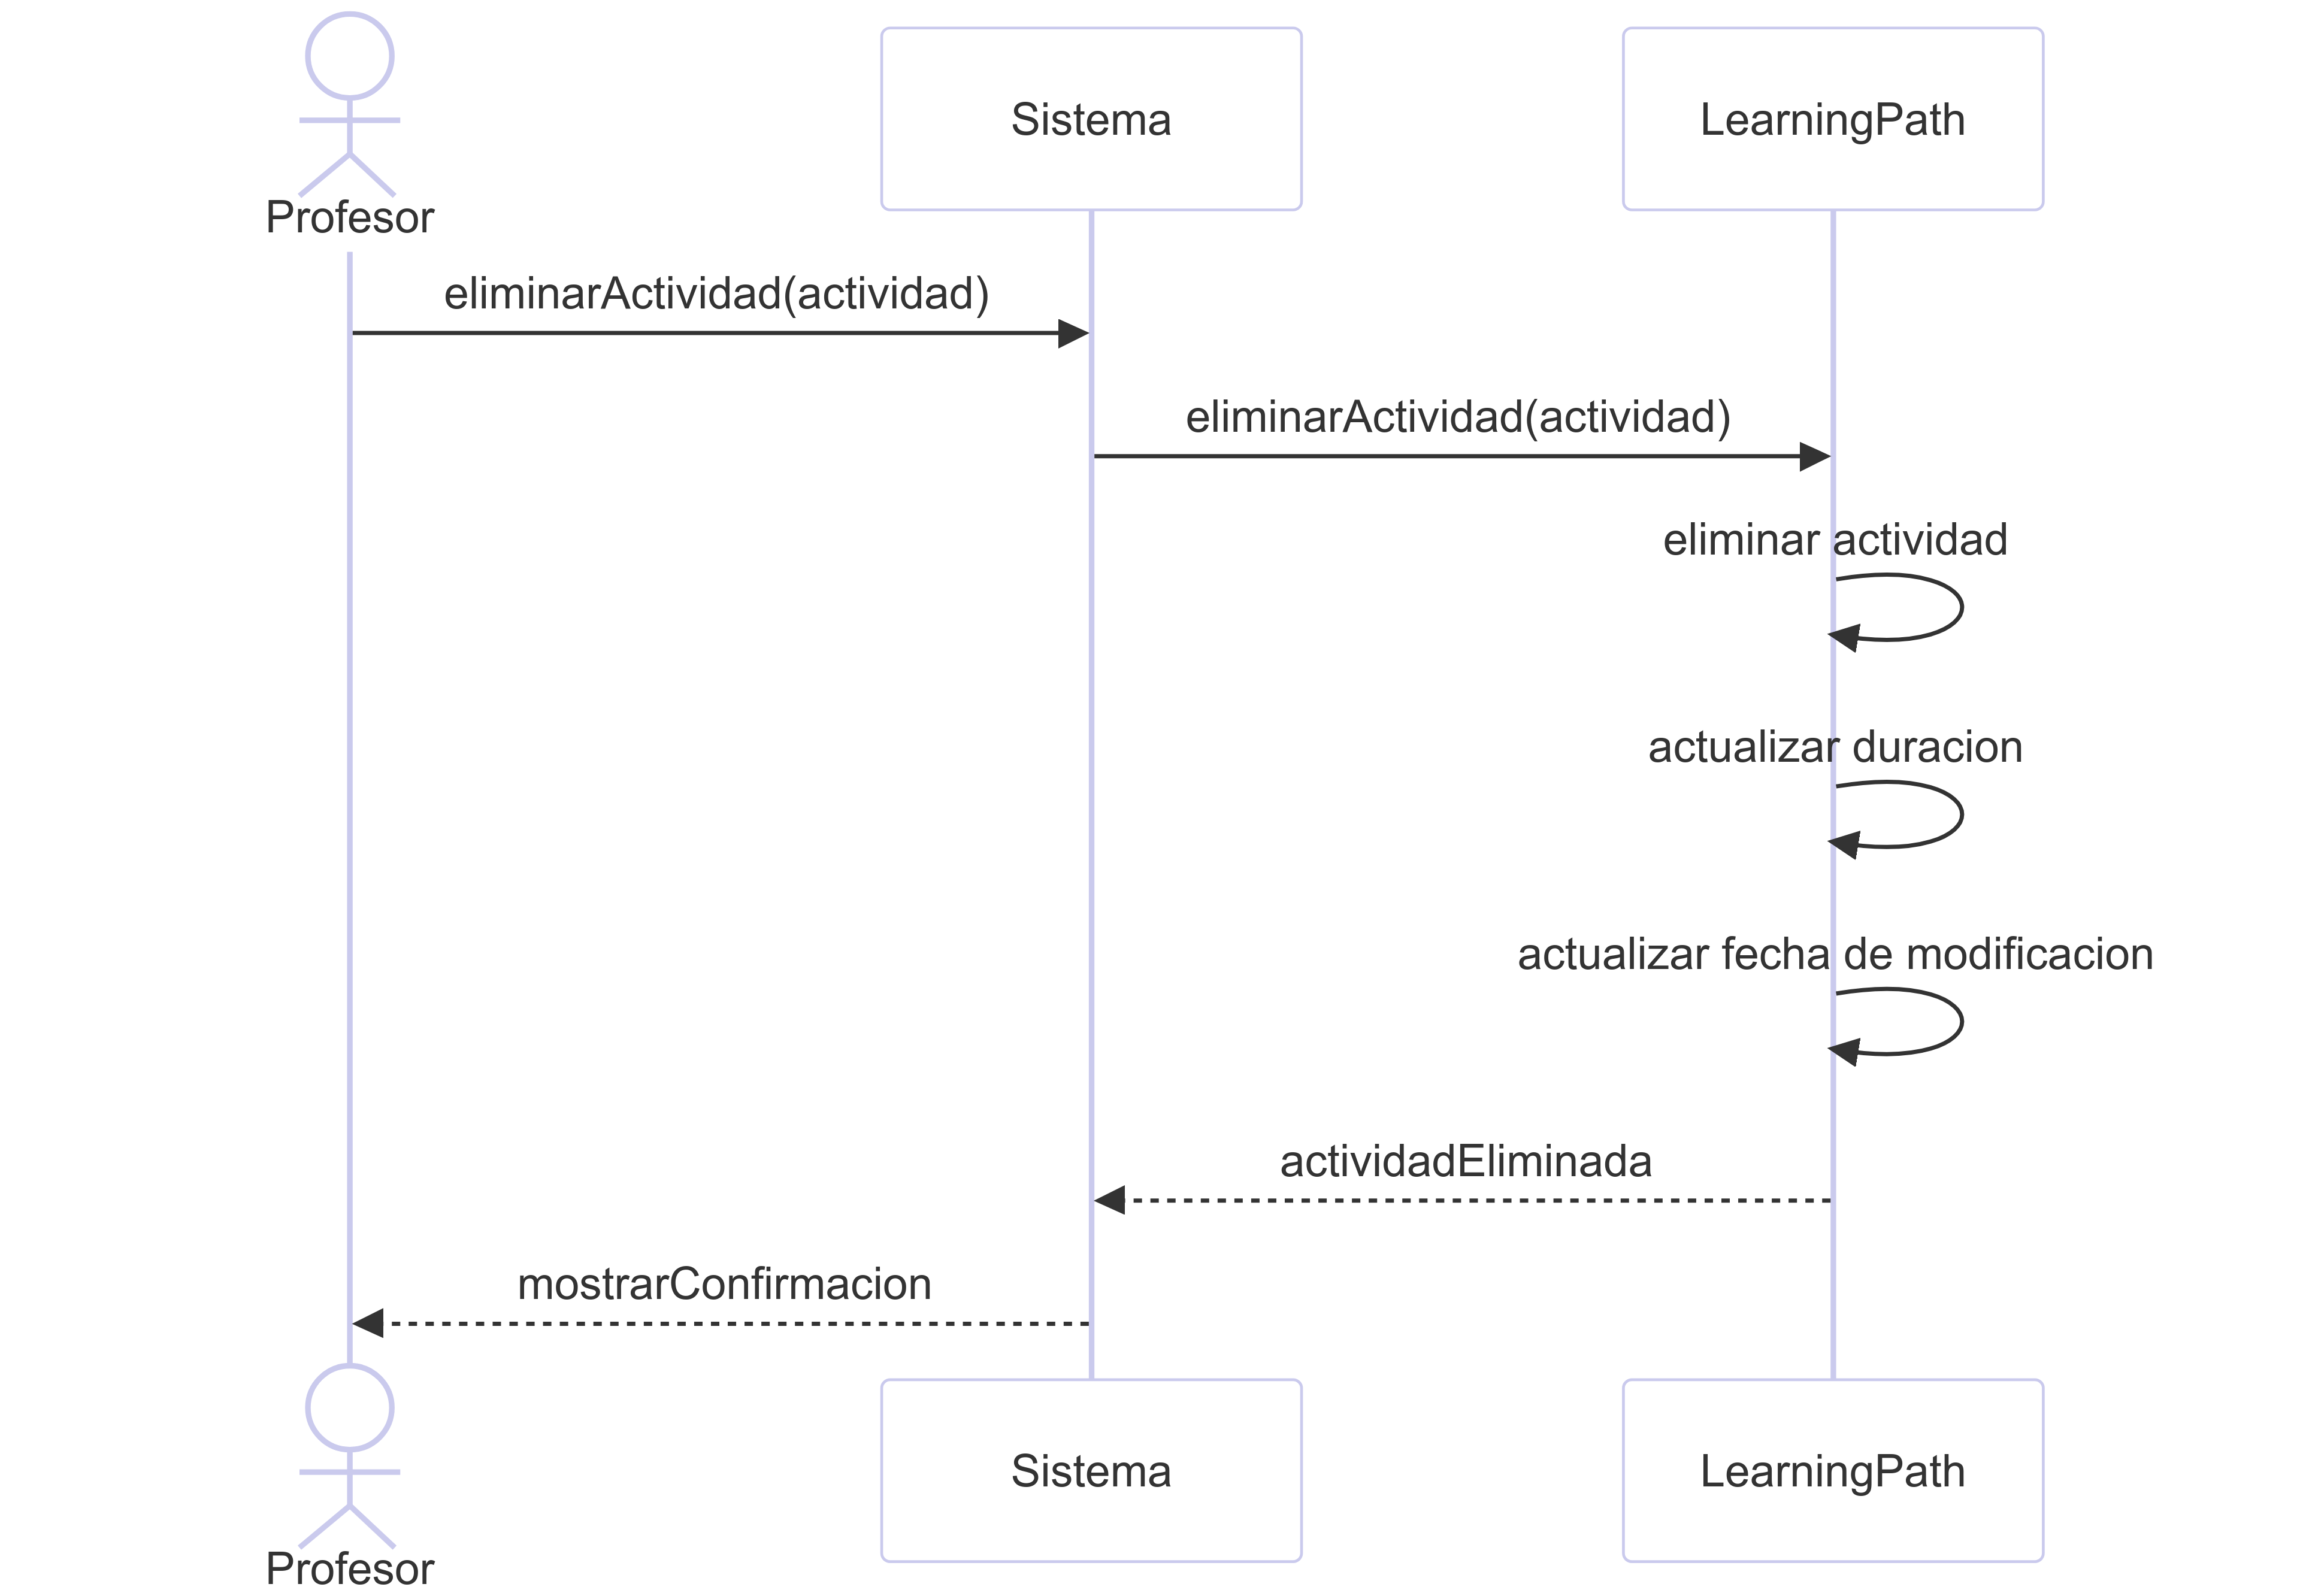 Profesor
Sistema
LearningPath
eliminarActividad(actividad)
eliminarActividad(actividad)
eliminar actividad
actualizar duracion
actualizar fecha de modificacion
actividadEliminada
mostrarConfirmacion
Profesor
Sistema
LearningPath